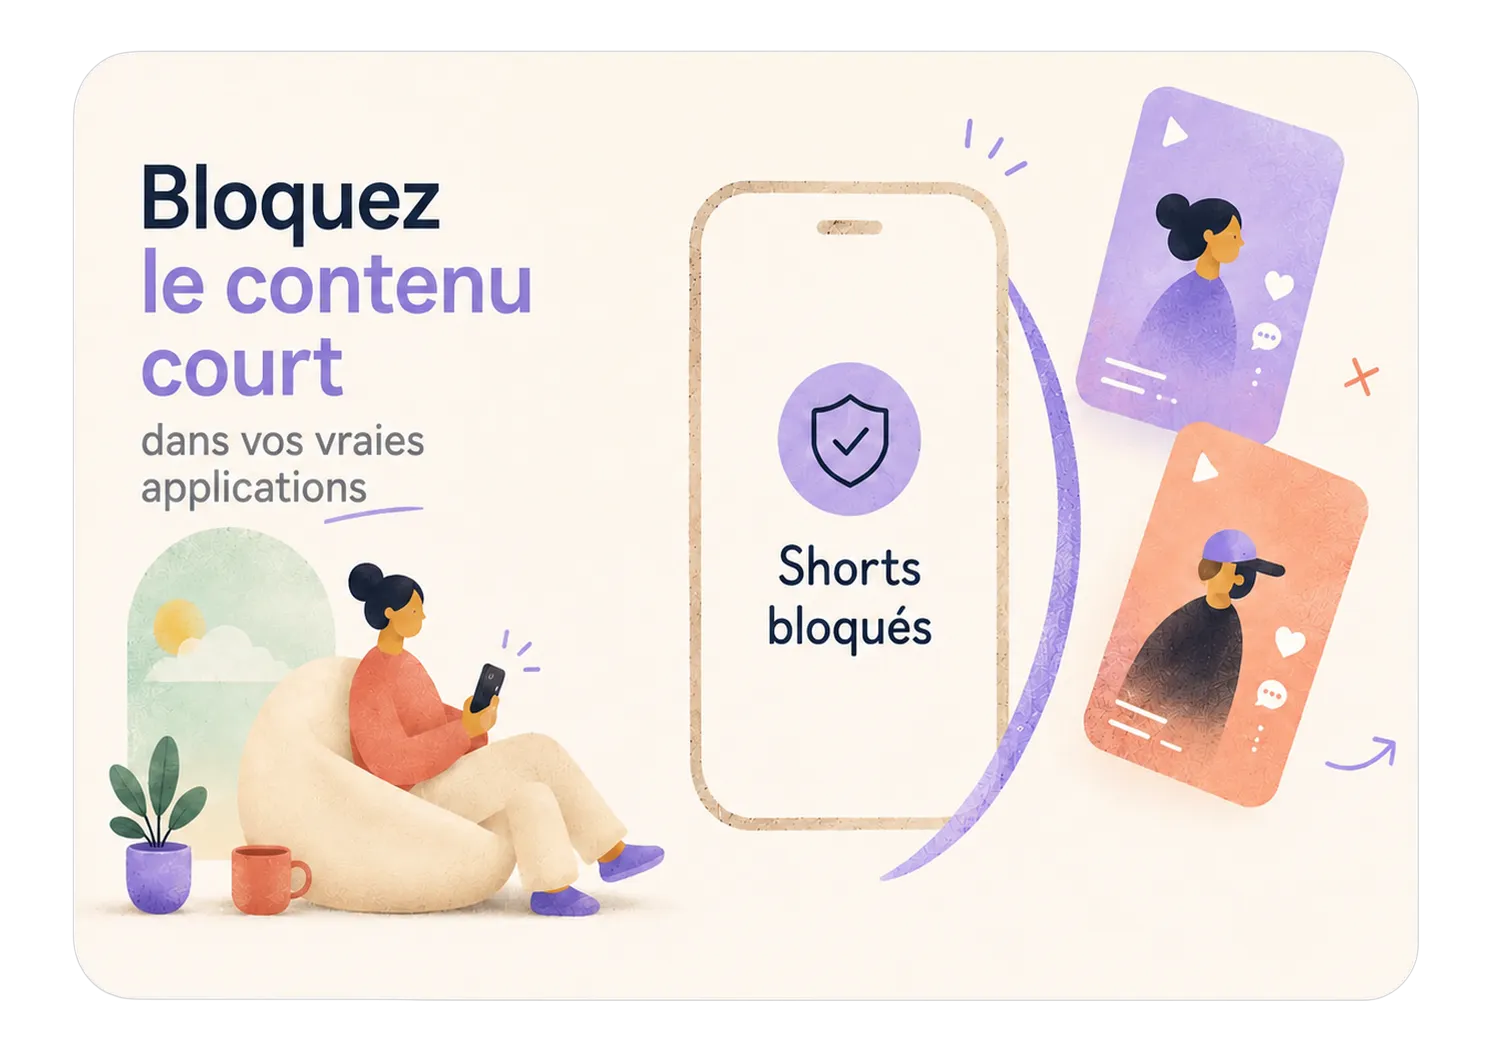 Bloquez
le contenu
court
dans vos vraies
applications
Shorts
bloqués